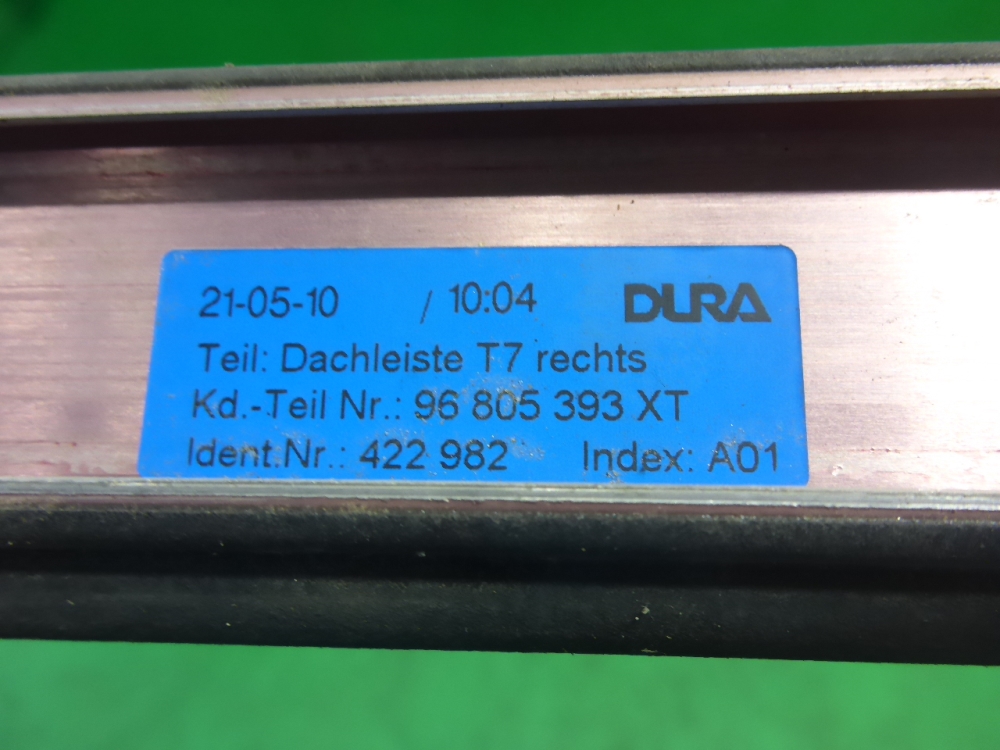 21-05-10 / 10:04 DURA
Teil: Dachleiste T7 rechts
Kd.-Teil Nr.: 96 805 393 XT
Ident.Nr.: 422 982 Index: A01